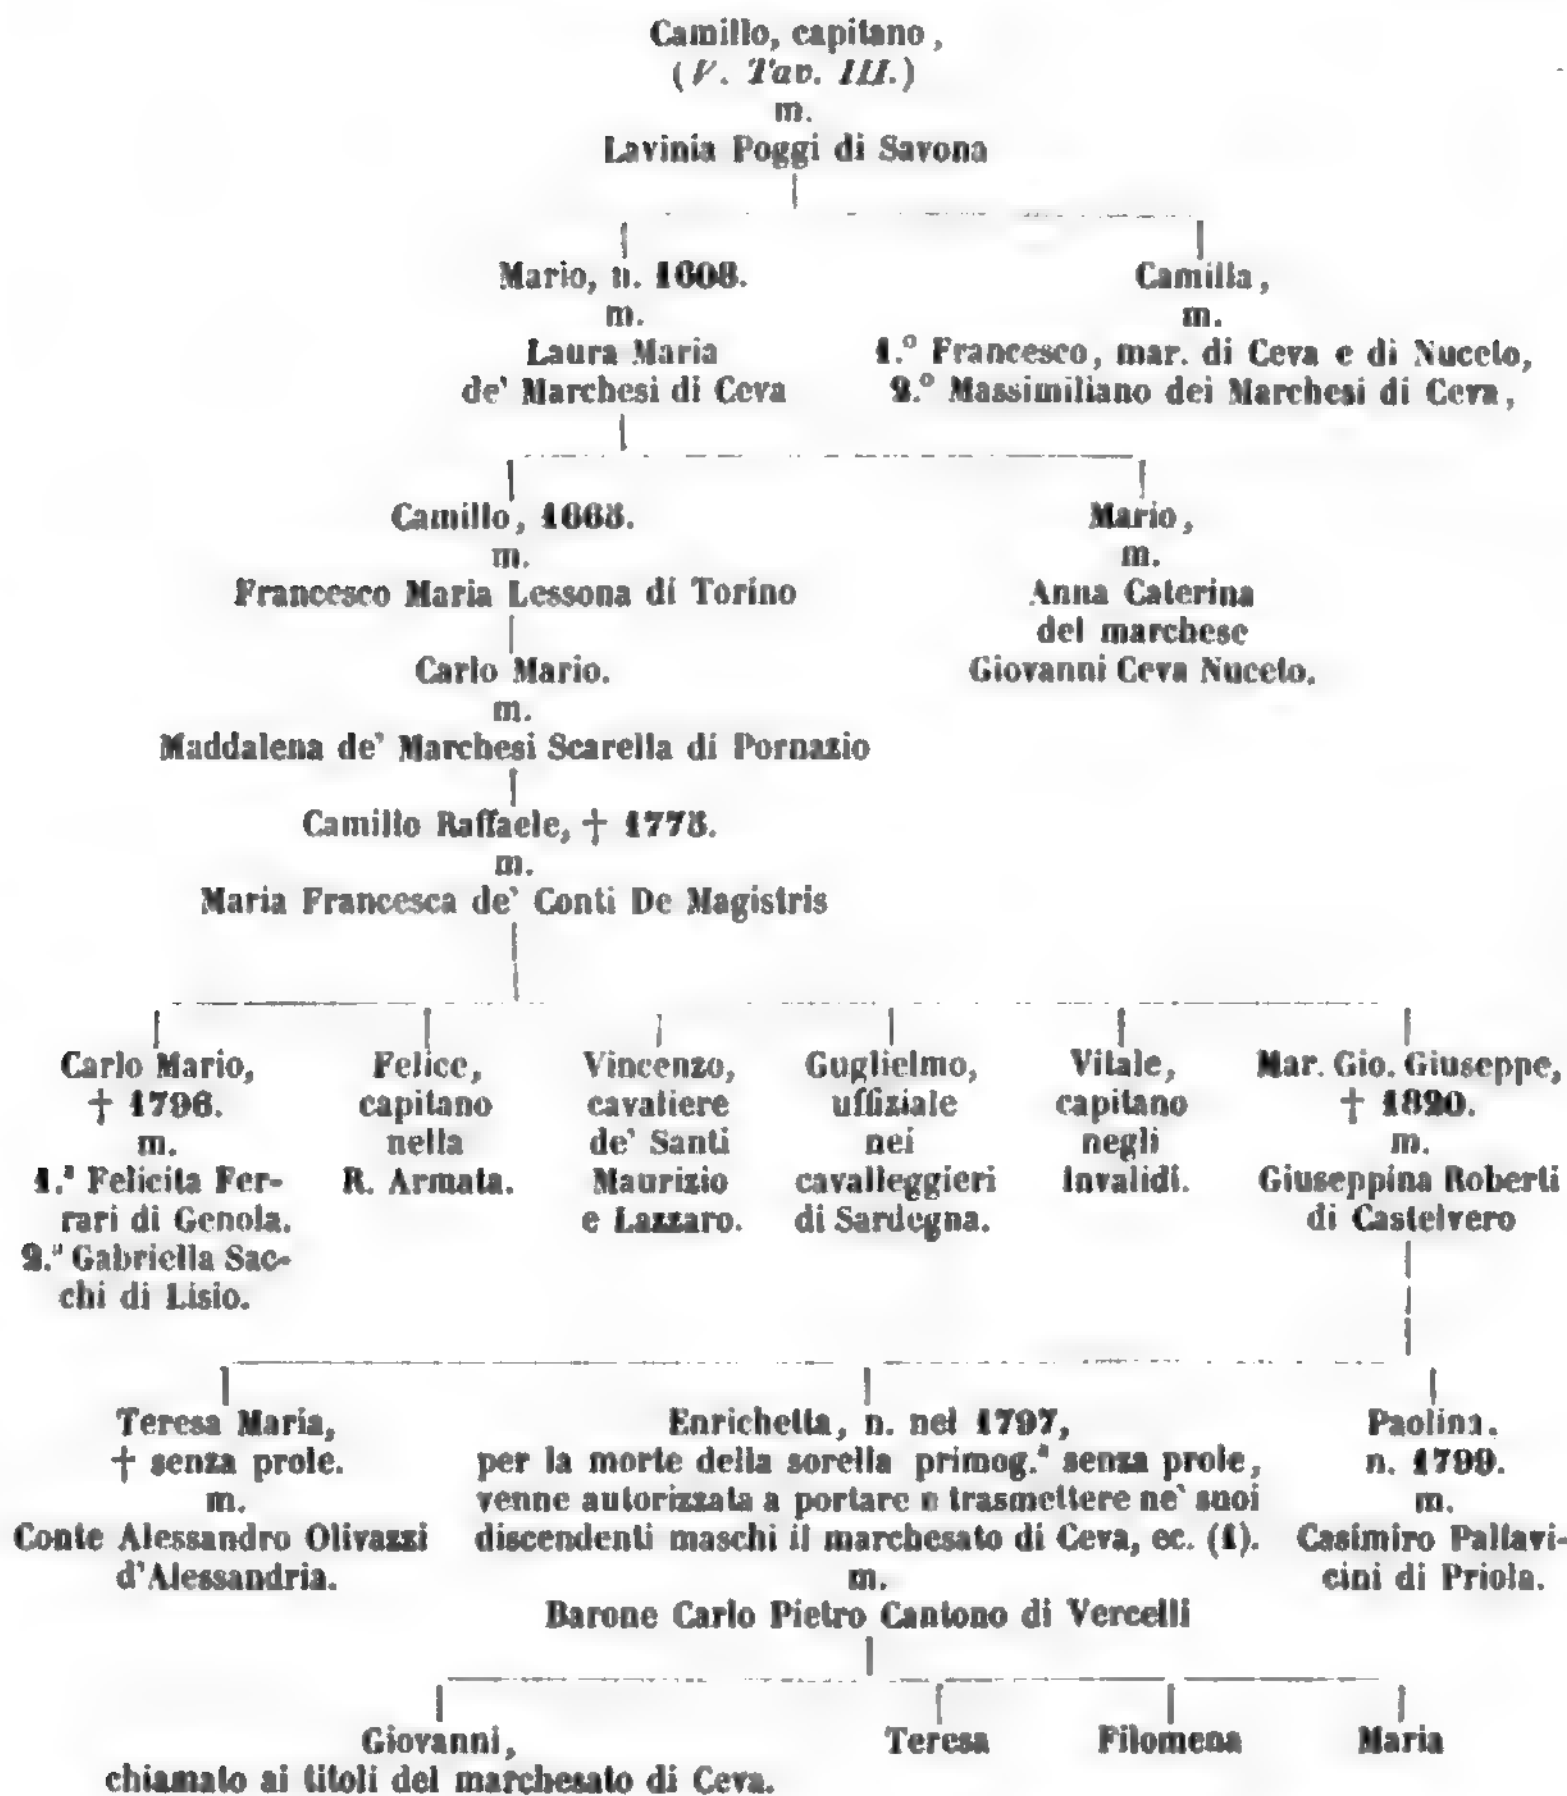 Camillo, capitano,
(V. Tav. III.)
m.
Lavinia Poggi di Savona
Mario, n. 1608.
m.
Laura Maria
de' Marchesi di Ceva
Camilla,
m.
1.° Francesco, mar. di Ceva e di Nuceto,
2.° Massimiliano dei Marchesi di Ceva,
Camillo, 1665.
m.
Francesco Maria Lessona di Torino
Mario,
m.
Anna Caterina
del marchese
Giovanni Ceva Nuceto.
Carlo Mario.
m.
Maddalena de' Marchesi Scarella di Pornazio
Camillo Raffaele, † 1775.
m.
Maria Francesca de' Conti De Magistris
Carlo Mario,
† 1796.
m.
1.ª Felicita Fer-
rari di Genola.
2.ª Gabriella Sac-
chi di Lisio.
Felice,
capitano
nella
R. Armata.
Vincenzo,
cavaliere
de' Santi
Maurizio
e Lazzaro.
Guglielmo,
uffiziale
nei
cavalleggieri
di Sardegna.
Vitale,
capitano
negli
Invalidi.
Mar. Gio. Giuseppe,
† 1820.
m.
Giuseppina Roberti
di Castelvero
Teresa Maria,
† senza prole.
m.
Conte Alessandro Olivazzi
d'Alessandria.
Enrichetta, n. nel 1797,
per la morte della sorella primog.ª senza prole,
venne autorizzata a portare e trasmettere ne' suoi
discendenti maschi il marchesato di Ceva, ec. (1).
m.
Barone Carlo Pietro Cantono di Vercelli
Paolina.
n. 1799.
m.
Casimiro Pallavi-
cini di Priola.
Giovanni,
chiamato ai titoli del marchesato di Ceva.
Teresa
Filomena
Maria